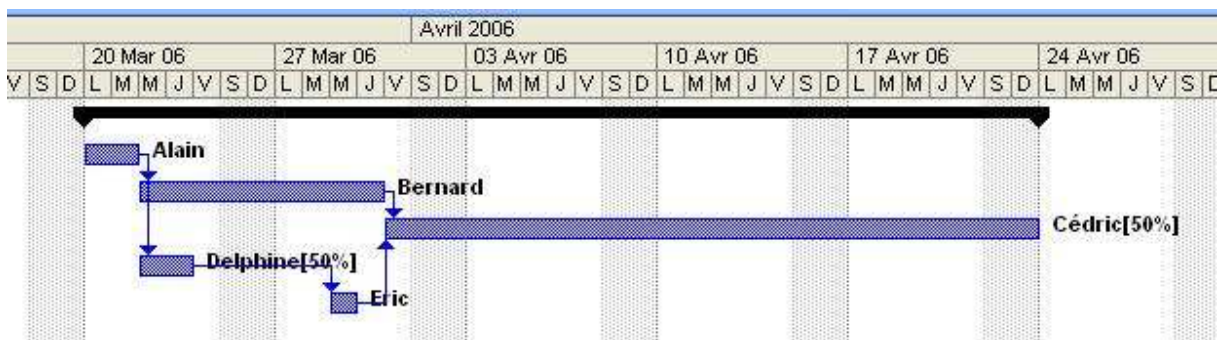 Avril 2006
20 Mar 06 27 Mar 06 03 Avr 06 10 Avr 06 17 Avr 06 24 Avr 06
V S D L M M J V S D L M M J V S D L M M J V S D L M M J V S D L M M J V S D L M M J V S D
Alain
Bernard
Cédric[50%]
Delphine[50%]
Eric